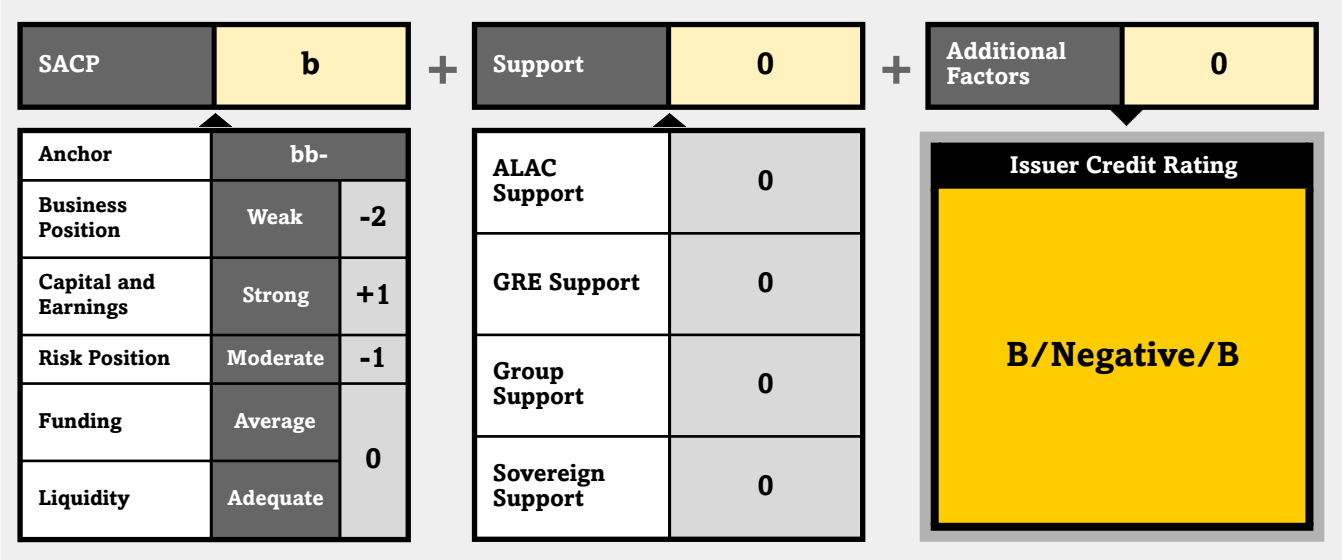 SACP b + Support 0 + Additional Factors 0
Anchor bb-
Business Position Weak -2
Capital and Earnings Strong +1
Risk Position Moderate -1
Funding Average 0
Liquidity Adequate
ALAC Support 0
GRE Support 0
Group Support 0
Sovereign Support 0
Issuer Credit Rating
B/Negative/B